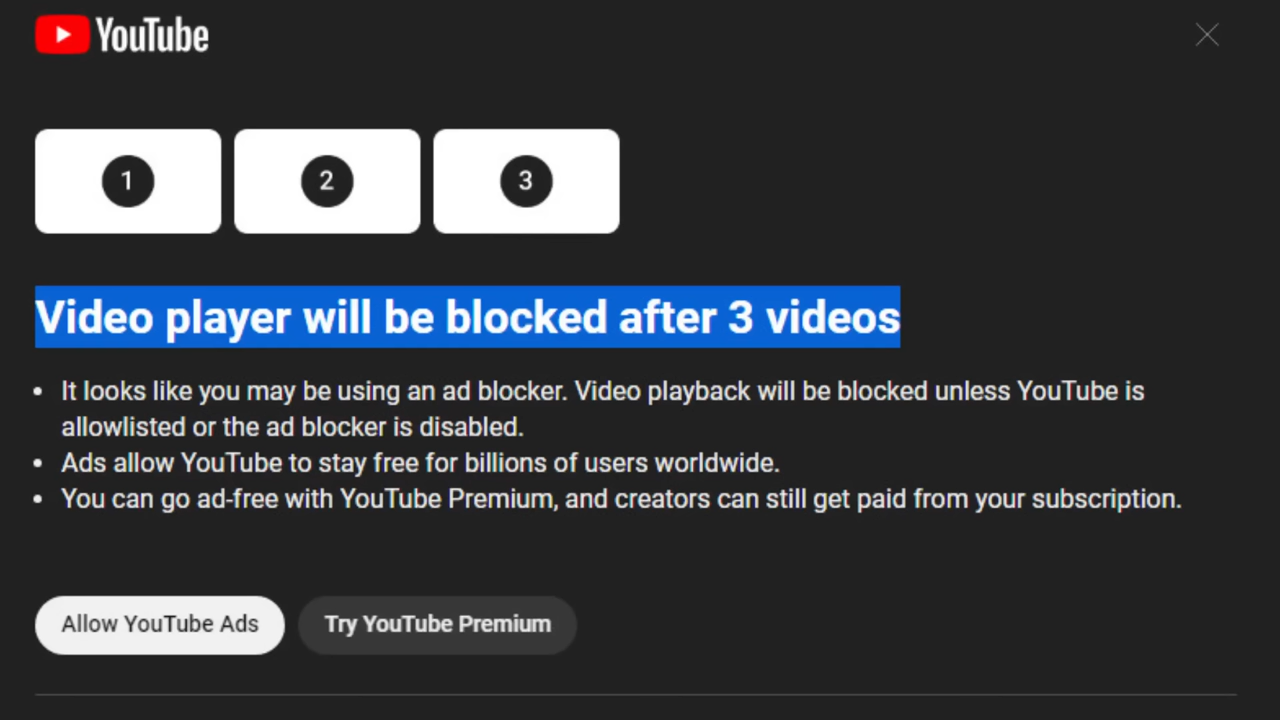 YouTube
1 2 3
Video player will be blocked after 3 videos
• It looks like you may be using an ad blocker. Video playback will be blocked unless YouTube is
allowlisted or the ad blocker is disabled.
• Ads allow YouTube to stay free for billions of users worldwide.
• You can go ad-free with YouTube Premium, and creators can still get paid from your subscription.
Allow YouTube Ads Try YouTube Premium